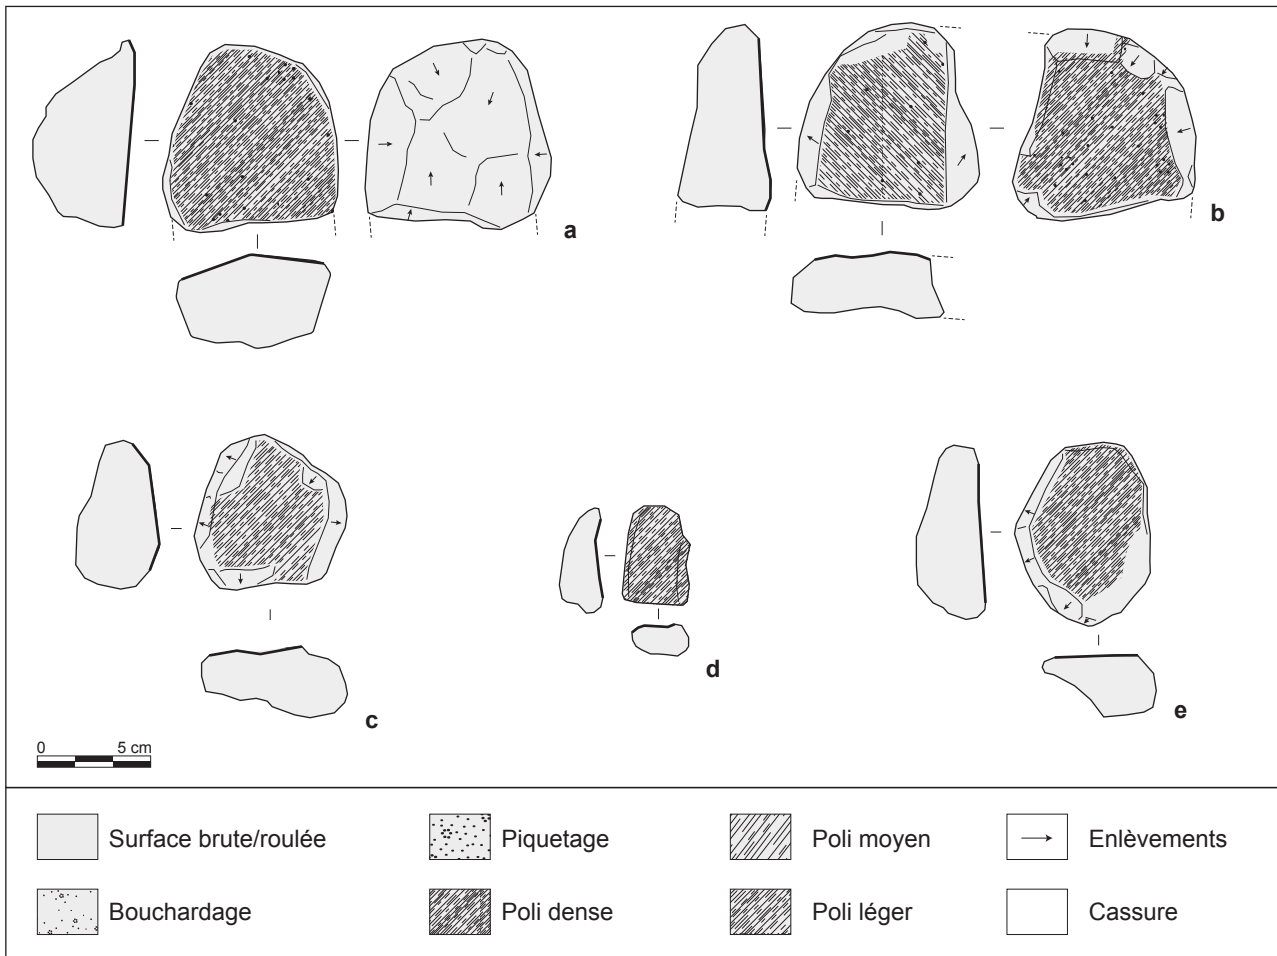 a
b
c
d
e
0 5 cm
Surface brute/roulée
Piquetage
Poli moyen
Enlèvements
Bouchardage
Poli dense
Poli léger
Cassure